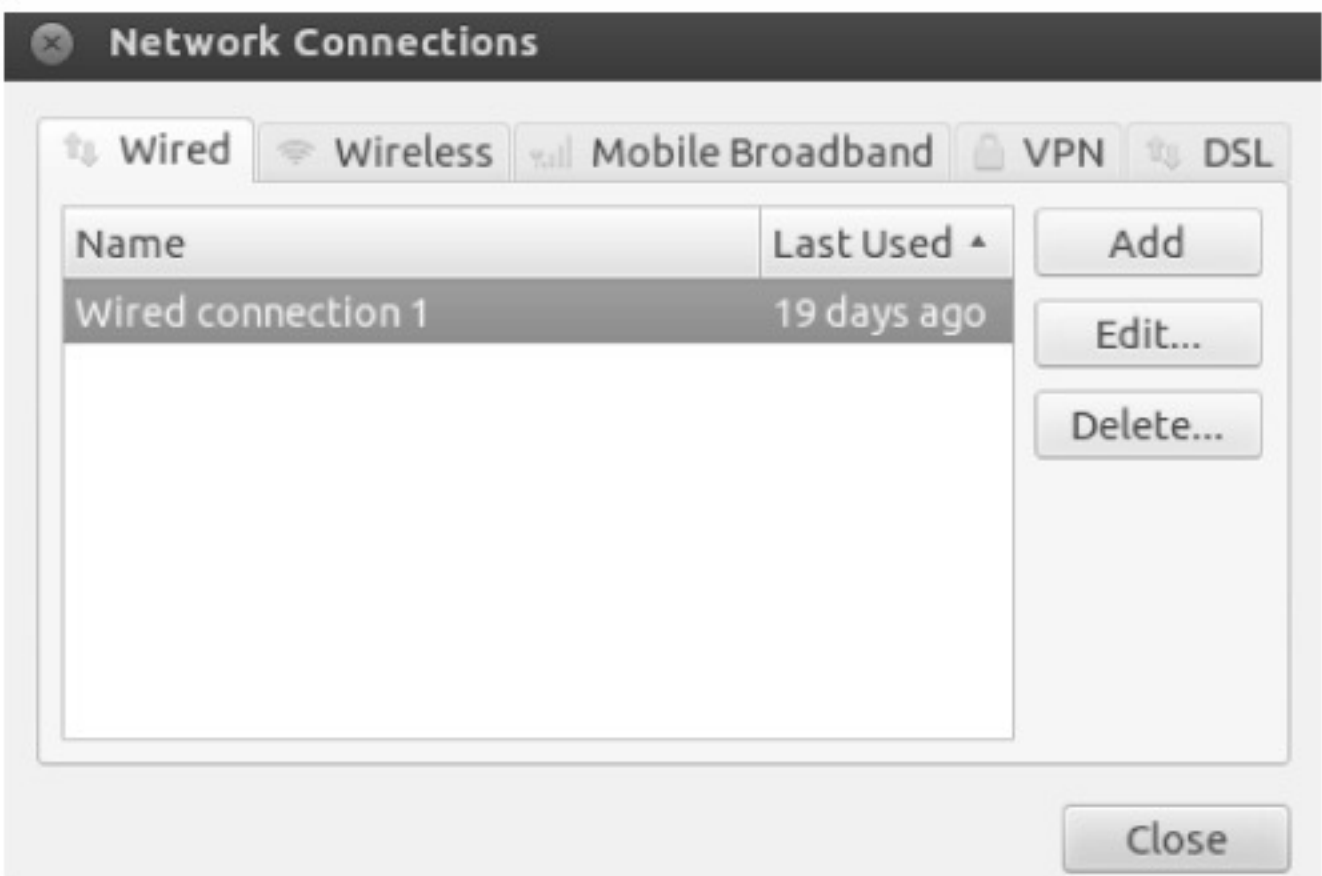 Network Connections
Wired Wireless Mobile Broadband VPN DSL
Name Last Used Add
Wired connection 1 19 days ago
Edit...
Delete...
Close